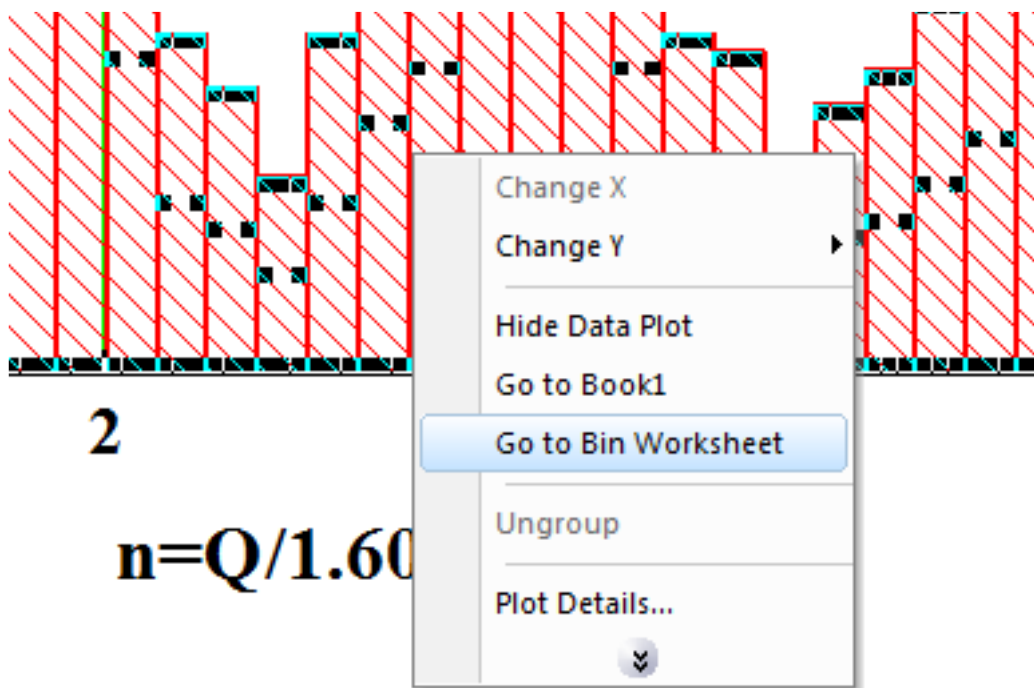 Change X
Change Y
Hide Data Plot
Go to Book1
Go to Bin Worksheet
Ungroup
Plot Details...
2
n=Q/1.60